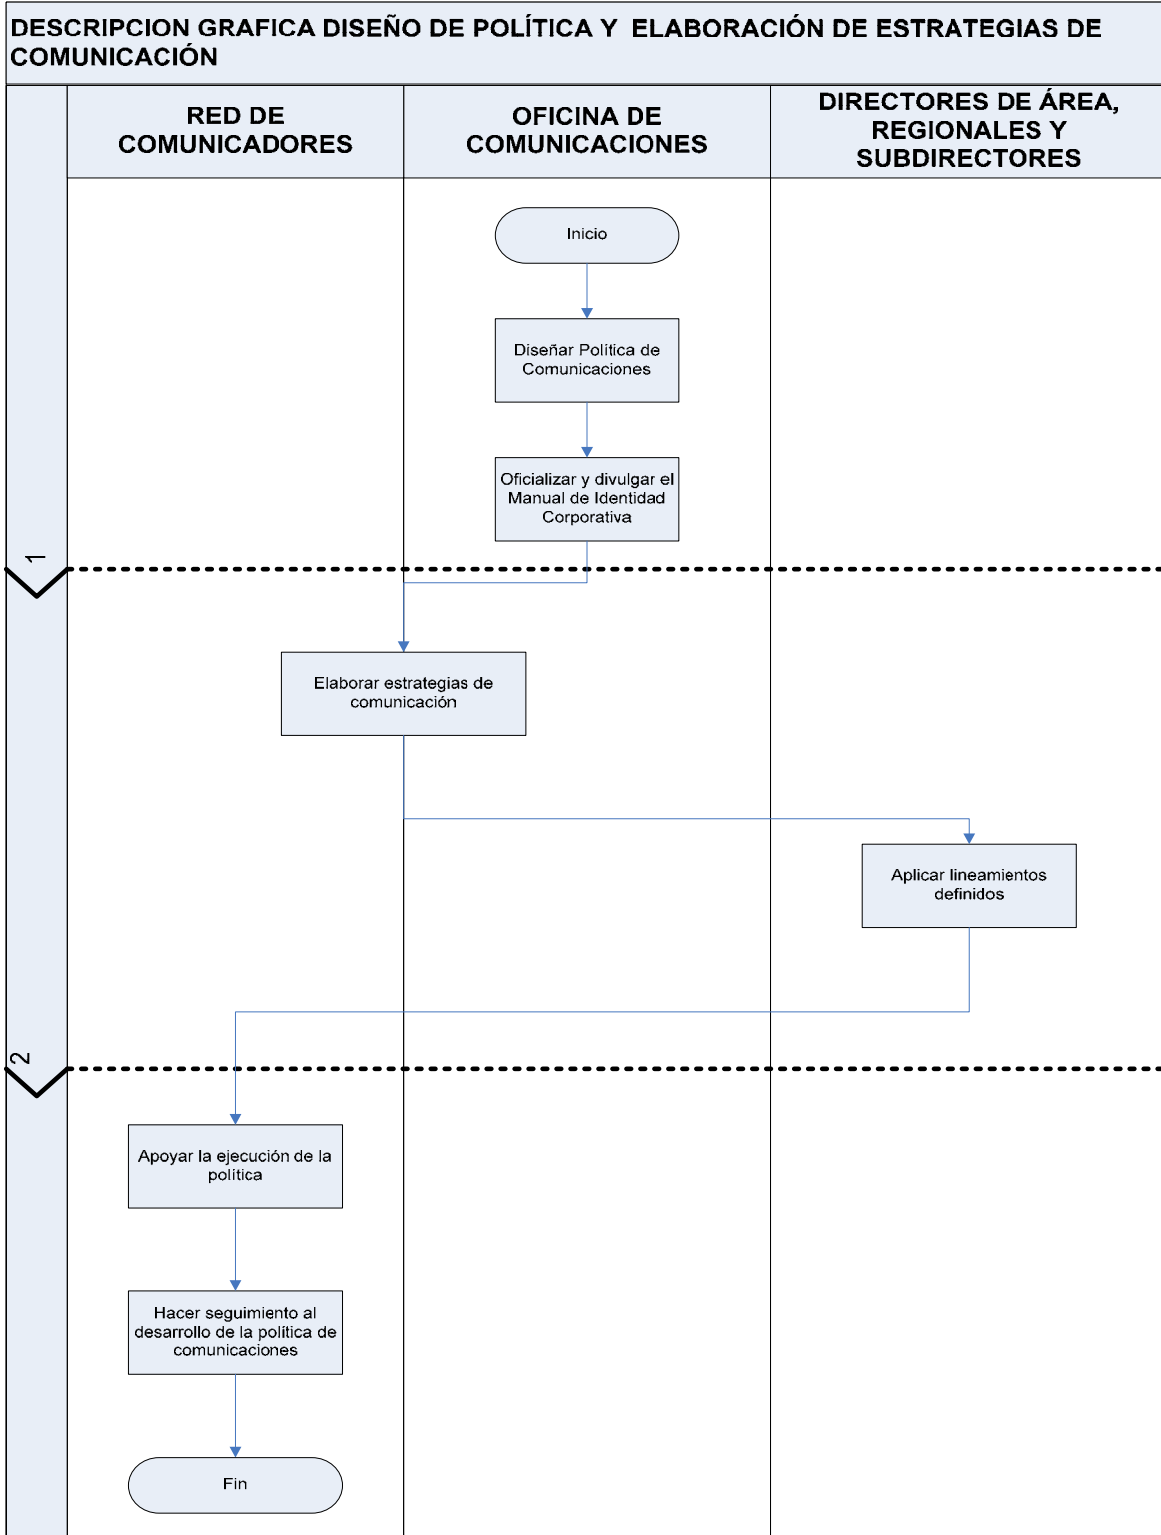 DESCRIPCION GRAFICA DISEÑO DE POLÍTICA Y ELABORACIÓN DE ESTRATEGIAS DE
COMUNICACIÓN
RED DE
COMUNICADORES
OFICINA DE
COMUNICACIONES
DIRECTORES DE ÁREA,
REGIONALES Y
SUBDIRECTORES
Inicio
Diseñar Política de
Comunicaciones
Oficializar y divulgar el
Manual de Identidad
Corporativa
1
Elaborar estrategias de
comunicación
Aplicar lineamientos
definidos
2
Apoyar la ejecución de la
política
Hacer seguimiento al
desarrollo de la política de
comunicaciones
Fin